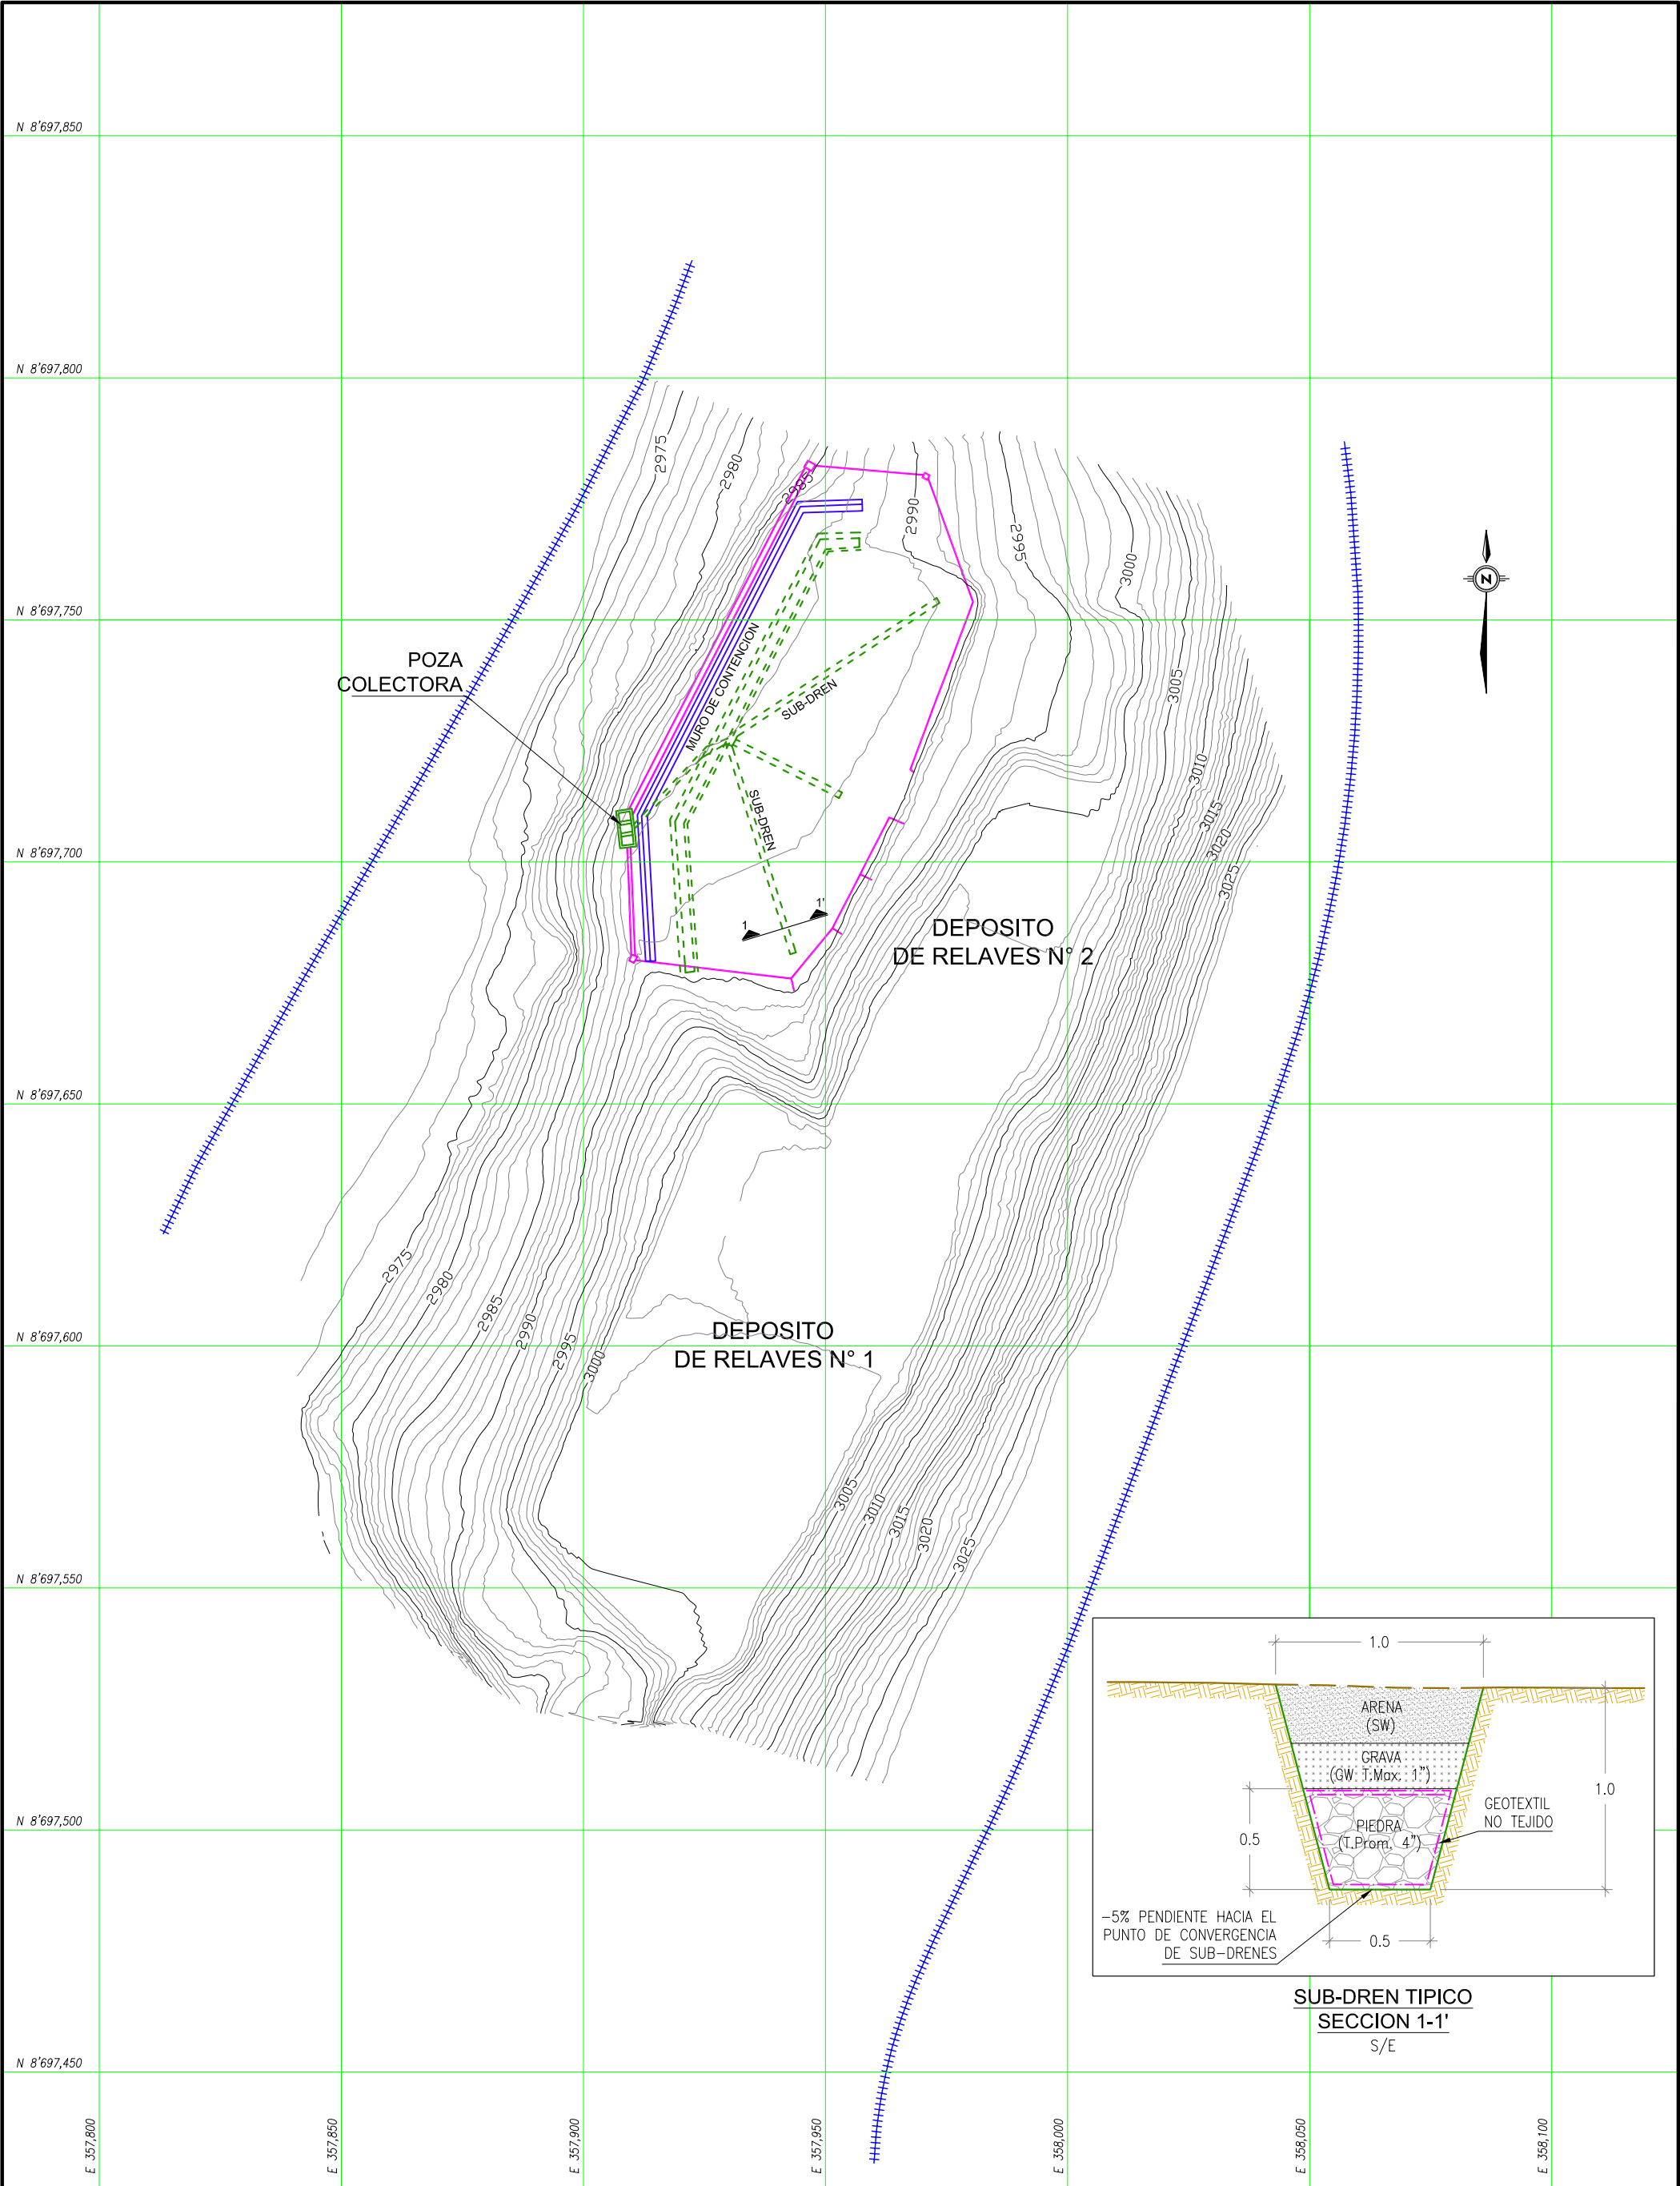 N 8'697,850
N 8'697,800
2975
2980
2985
2990
2995
3000
N 8'697,750
POZA
COLECTORA
MURO DE CONTENCION
SUB-DREN
SUB-DREN
3005
3010
3015
3020
3025
N
N 8'697,700
1
1'
DEPOSITO
DE RELAVES N° 2
N 8'697,650
2975
2980
2985
2990
2995
3000
N 8'697,600
DEPOSITO
DE RELAVES N° 1
3005
3010
3015
3020
3025
N 8'697,550
N 8'697,500
N 8'697,450
1.0
ARENA
(SW)
GRAVA
(GW T.Max. 1")
1.0
PIEDRA
(T.Prom. 4")
GEOTEXTIL
NO TEJIDO
0.5
-5% PENDIENTE HACIA EL
PUNTO DE CONVERGENCIA
DE SUB-DRENES
0.5
SUB-DREN TIPICO
SECCION 1-1'
S/E
E 357,800
E 357,850
E 357,900
E 357,950
E 358,000
E 358,050
E 358,100